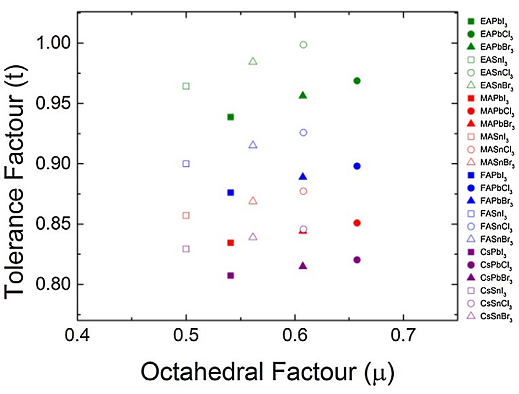 1.00
0.95
0.90
0.85
0.80
0.4
0.5
0.6
0.7
Tolerance Factour (t)
Octahedral Factour (μ)
EAPbI₃
EAPbCl₃
EAPbBr₃
EASnI₃
EASnCl₃
EASnBr₃
MAPbI₃
MAPbCl₃
MAPbBr₃
MASnI₃
MASnCl₃
MASnBr₃
FAPbI₃
FAPbCl₃
FAPbBr₃
FASnI₃
FASnCl₃
FASnBr₃
CsPbI₃
CsPbCl₃
CsPbBr₃
CsSnI₃
CsSnCl₃
CsSnBr₃